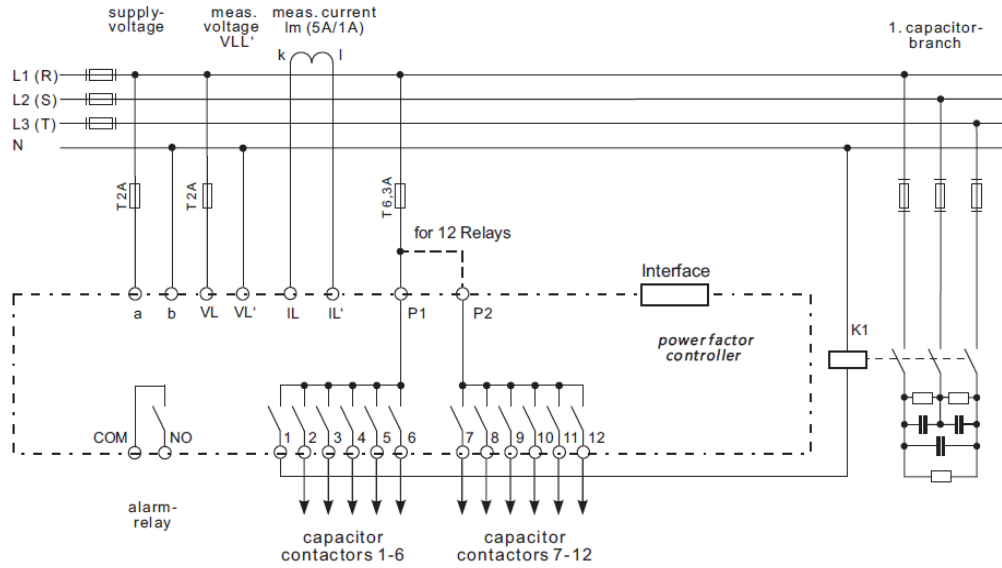 supply-
voltage
meas.
voltage
VLL'
meas. current
Im (5A/1A)
k
l
1. capacitor-
branch
L1 (R)
L2 (S)
L3 (T)
N
T 2A
T 2A
T 6,3A
for 12 Relays
Interface
a
b
VL
VL'
IL
IL'
P1
P2
K1
power factor
controller
COM
NO
1
2
3
4
5
6
7
8
9
10
11
12
alarm-
relay
capacitor
contactors 1-6
capacitor
contactors 7-12